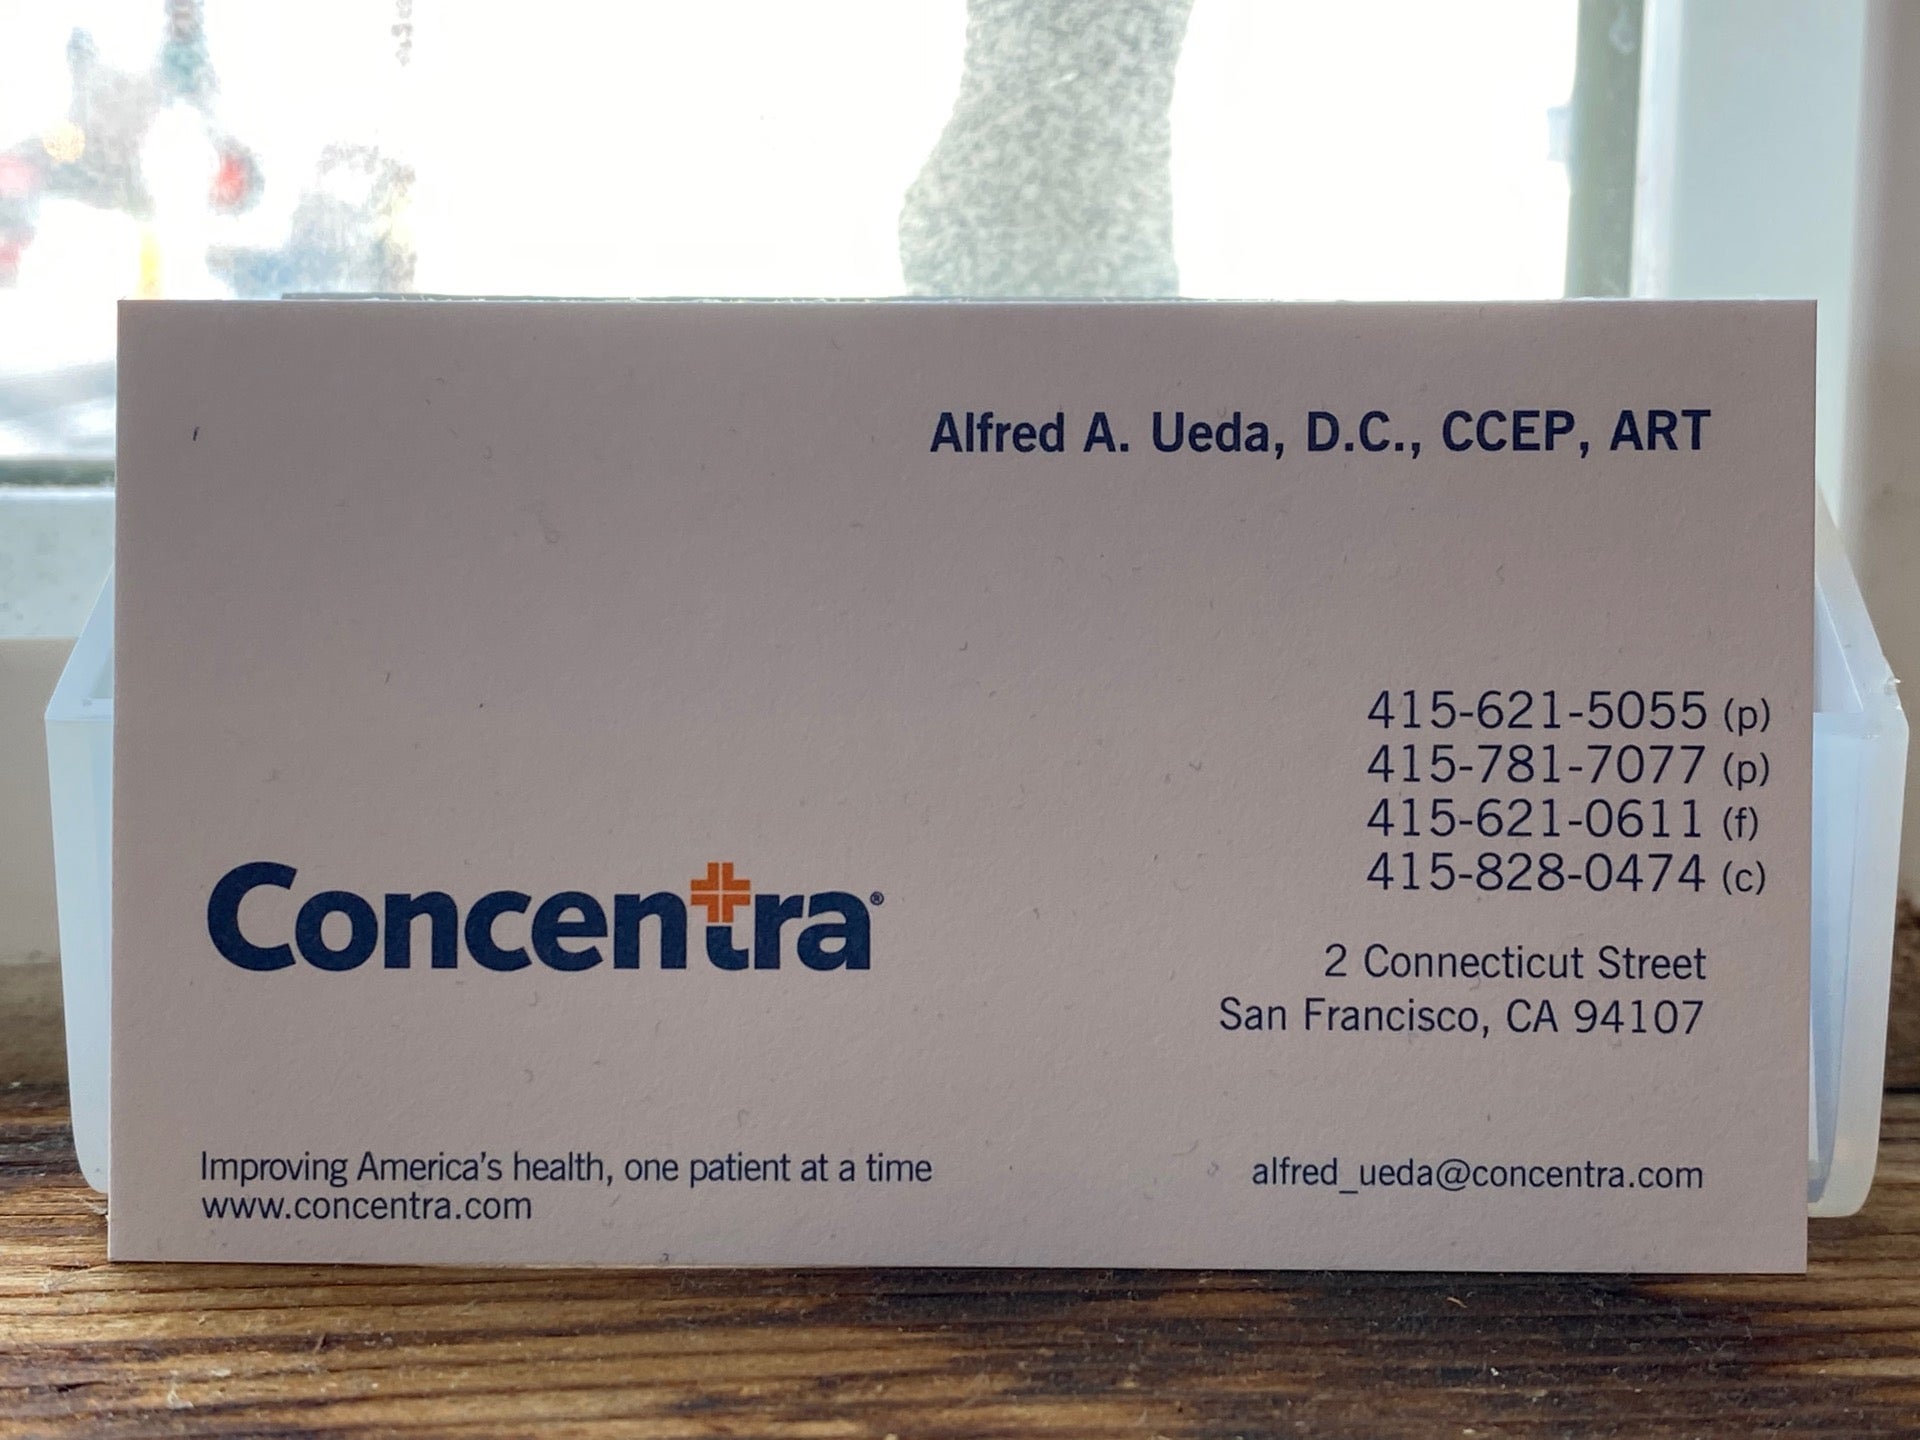 Alfred A. Ueda, D.C., CCEP, ART
415-621-5055 (p)
415-781-7077 (p)
415-621-0611 (f)
415-828-0474 (c)
Concentra®
2 Connecticut Street
San Francisco, CA 94107
Improving America's health, one patient at a time
www.concentra.com
alfred_ueda@concentra.com